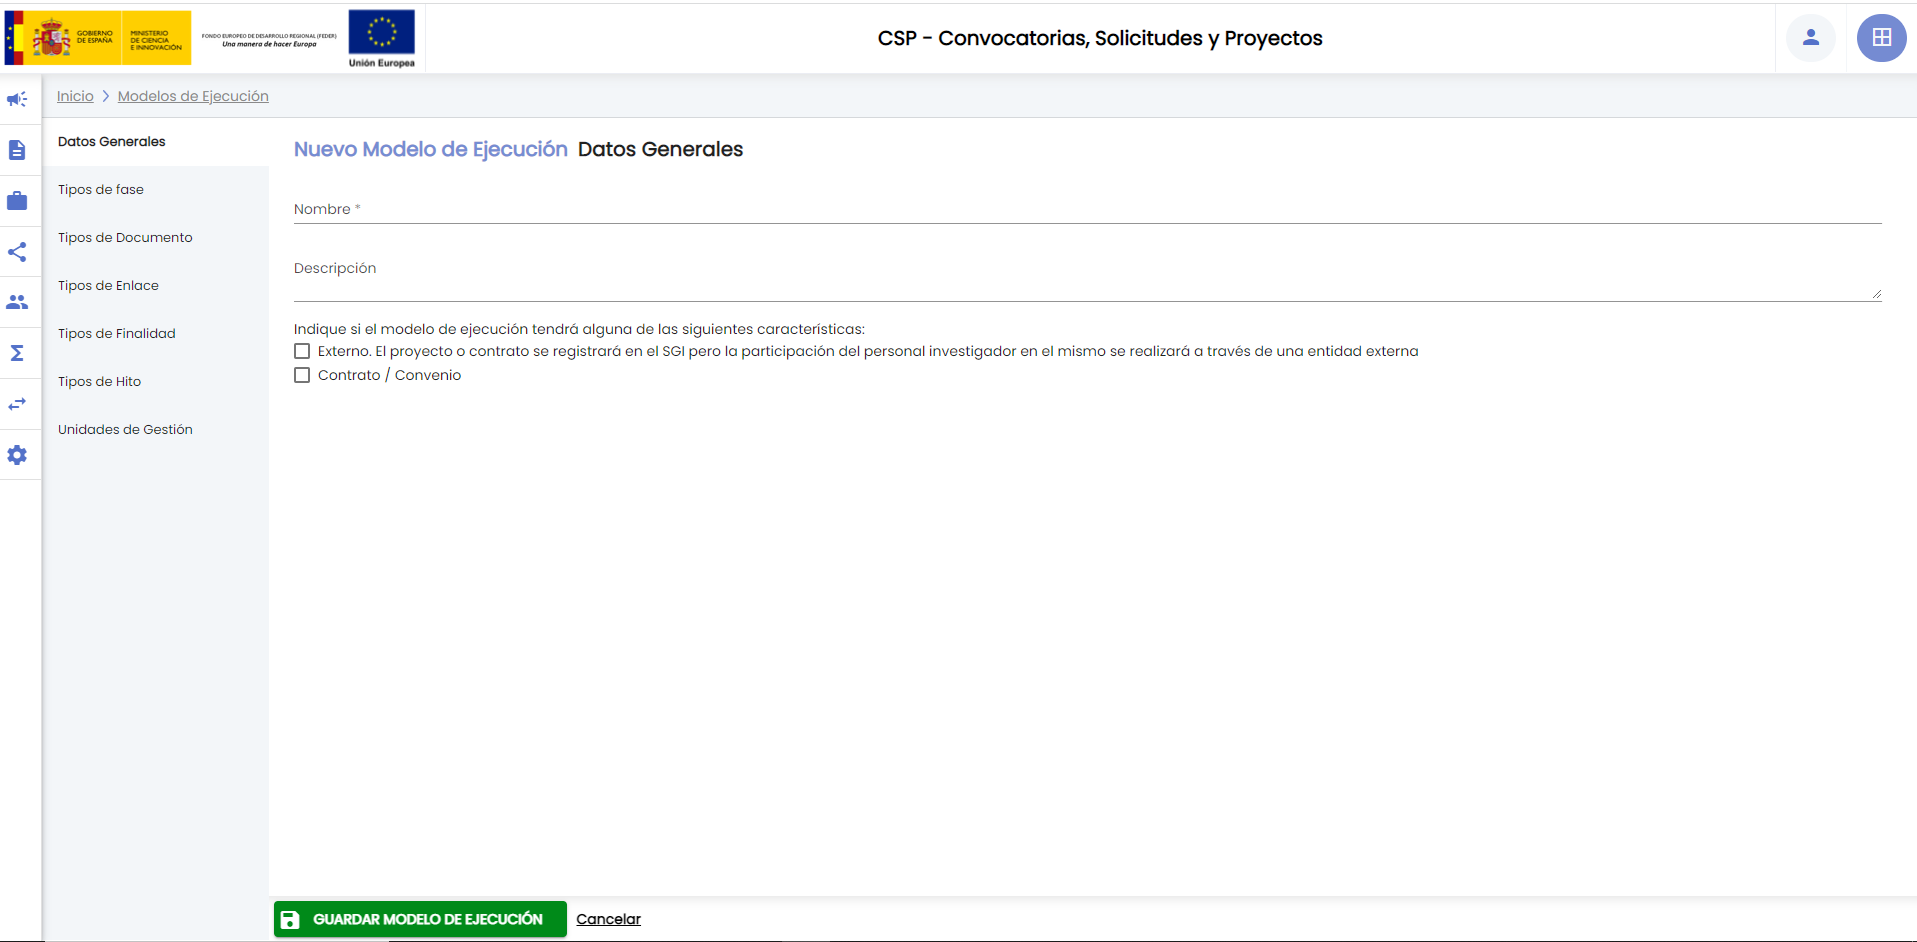 GOBIERNO
DE ESPAÑA
MINISTERIO
DE CIENCIA
E INNOVACIÓN
FONDO EUROPEO DE DESARROLLO REGIONAL (FEDER)
Una manera de hacer Europa
Unión Europea
CSP - Convocatorias, Solicitudes y Proyectos
Inicio > Modelos de Ejecución
Datos Generales
Tipos de fase
Tipos de Documento
Tipos de Enlace
Tipos de Finalidad
Tipos de Hito
Unidades de Gestión
Nuevo Modelo de Ejecución Datos Generales
Nombre *
Descripción
Indique si el modelo de ejecución tendrá alguna de las siguientes características:
Externo. El proyecto o contrato se registrará en el SGI pero la participación del personal investigador en el mismo se realizará a través de una entidad externa
Contrato / Convenio
GUARDAR MODELO DE EJECUCIÓN Cancelar